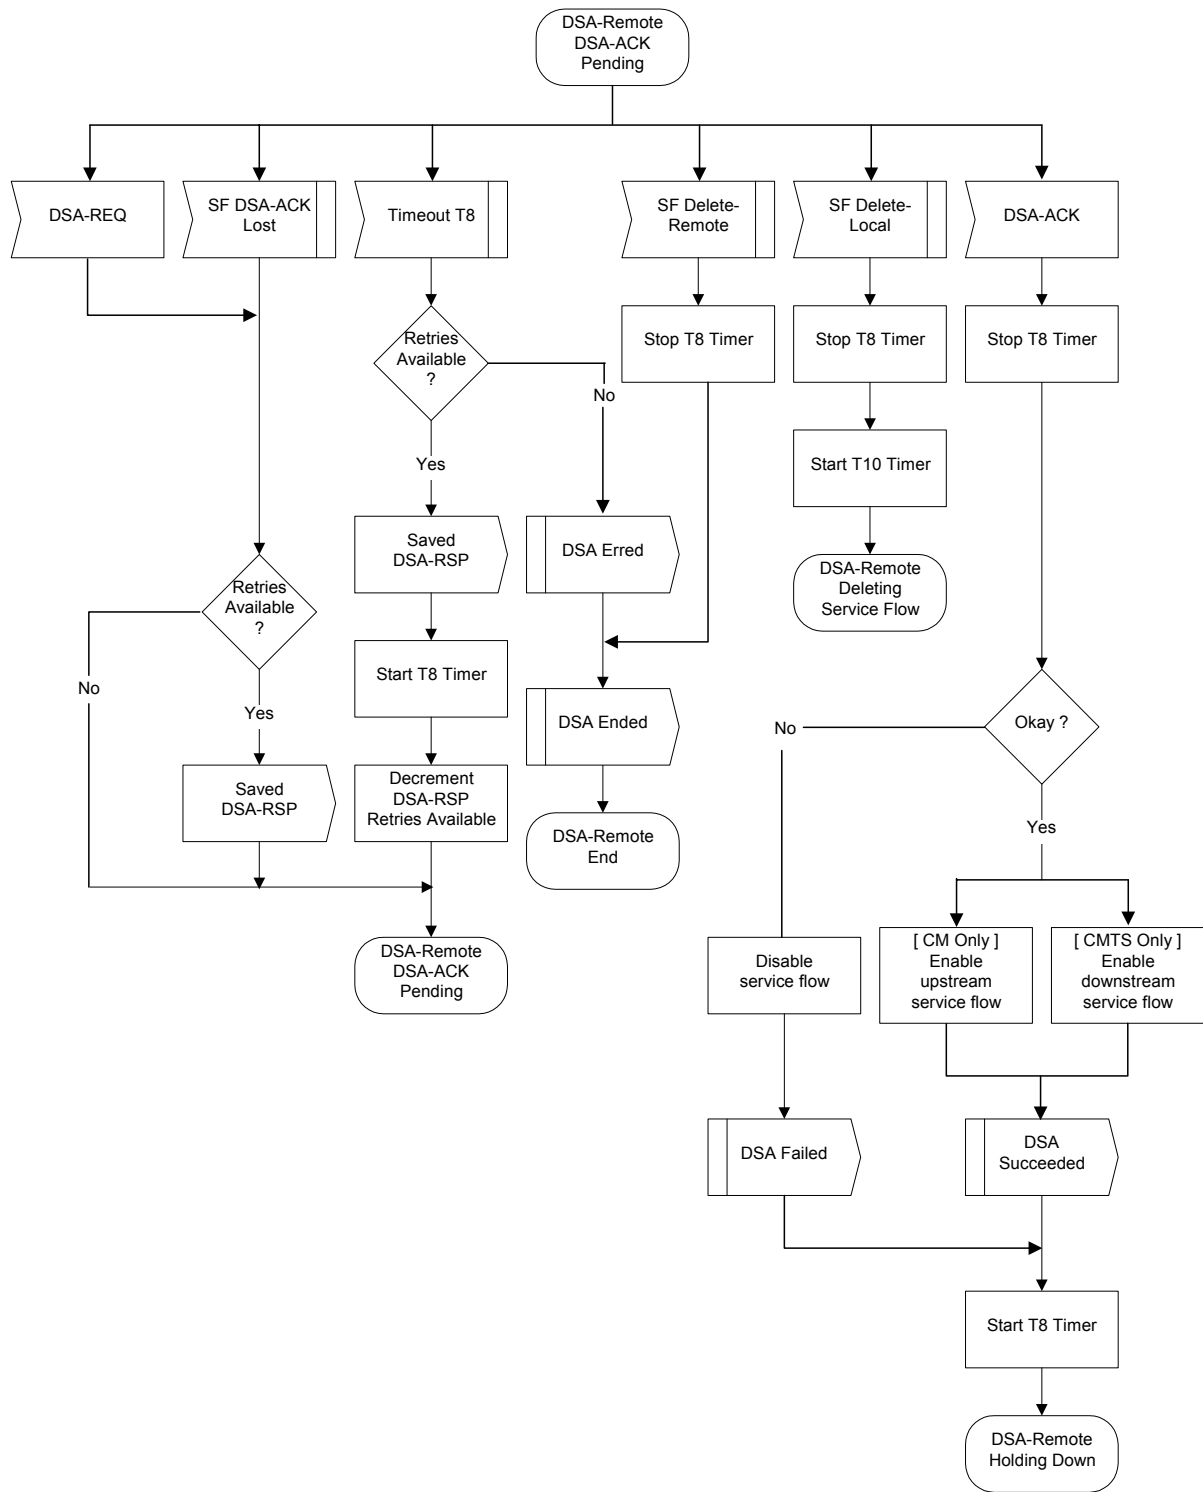 DSA-Remote
DSA-ACK
Pending
DSA-REQ
SF DSA-ACK
Lost
Timeout T8
SF Delete-
Remote
SF Delete-
Local
DSA-ACK
Retries
Available
?
Stop T8 Timer
Stop T8 Timer
Stop T8 Timer
No
Yes
Start T10 Timer
Saved
DSA-RSP
DSA Erred
DSA-Remote
Deleting
Service Flow
Retries
Available
?
Start T8 Timer
No
Yes
DSA Ended
No
Okay ?
Saved
DSA-RSP
Decrement
DSA-RSP
Retries Available
DSA-Remote
End
Yes
DSA-Remote
DSA-ACK
Pending
Disable
service flow
[ CM Only ]
Enable
upstream
service flow
[ CMTS Only ]
Enable
downstream
service flow
DSA Failed
DSA
Succeeded
Start T8 Timer
DSA-Remote
Holding Down